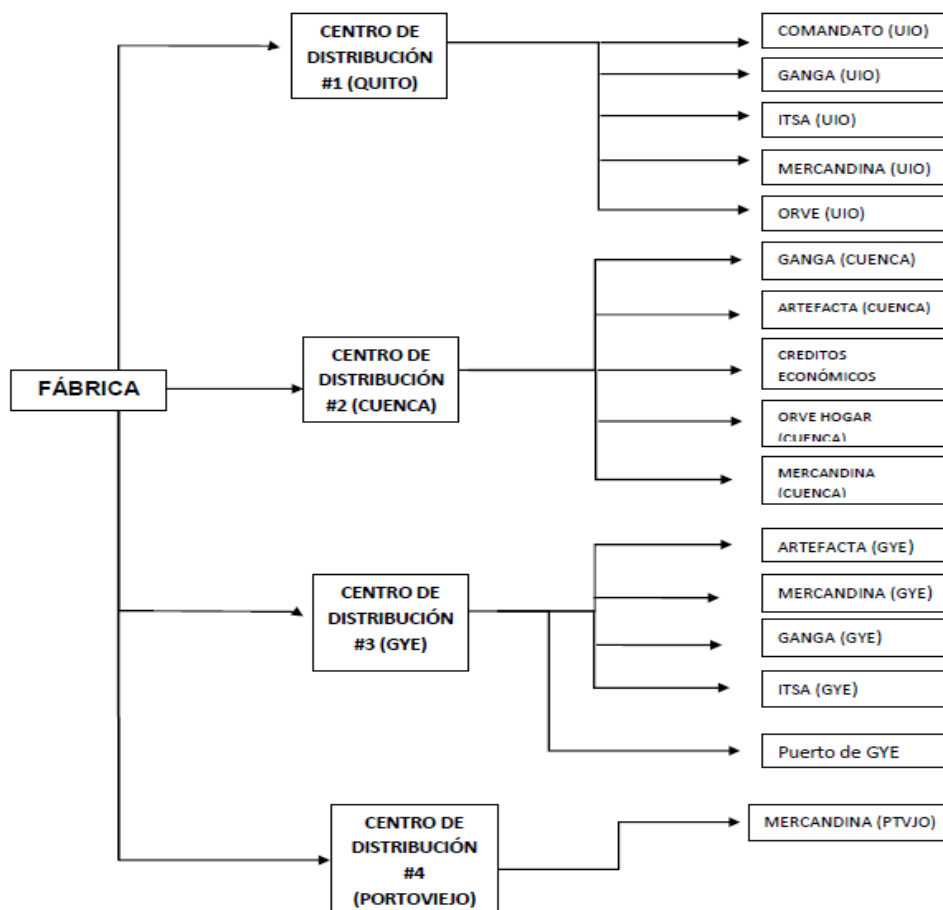 CENTRO DE
DISTRIBUCIÓN
#1 (QUITO)
COMANDATO (UIO)
GANGA (UIO)
ITSA (UIO)
MERCANDINA (UIO)
ORVE (UIO)
FÁBRICA
CENTRO DE
DISTRIBUCIÓN
#2 (CUENCA)
GANGA (CUENCA)
ARTEFACTA (CUENCA)
CREDITOS
ECONÓMICOS
ORVE HOGAR
(CUENCA)
MERCANDINA
(CUENCA)
CENTRO DE
DISTRIBUCIÓN
#3 (GYE)
ARTEFACTA (GYE)
MERCANDINA (GYE)
GANGA (GYE)
ITSA (GYE)
Puerto de GYE
CENTRO DE
DISTRIBUCIÓN
#4
(PORTOVIEJO)
MERCANDINA (PTVJO)